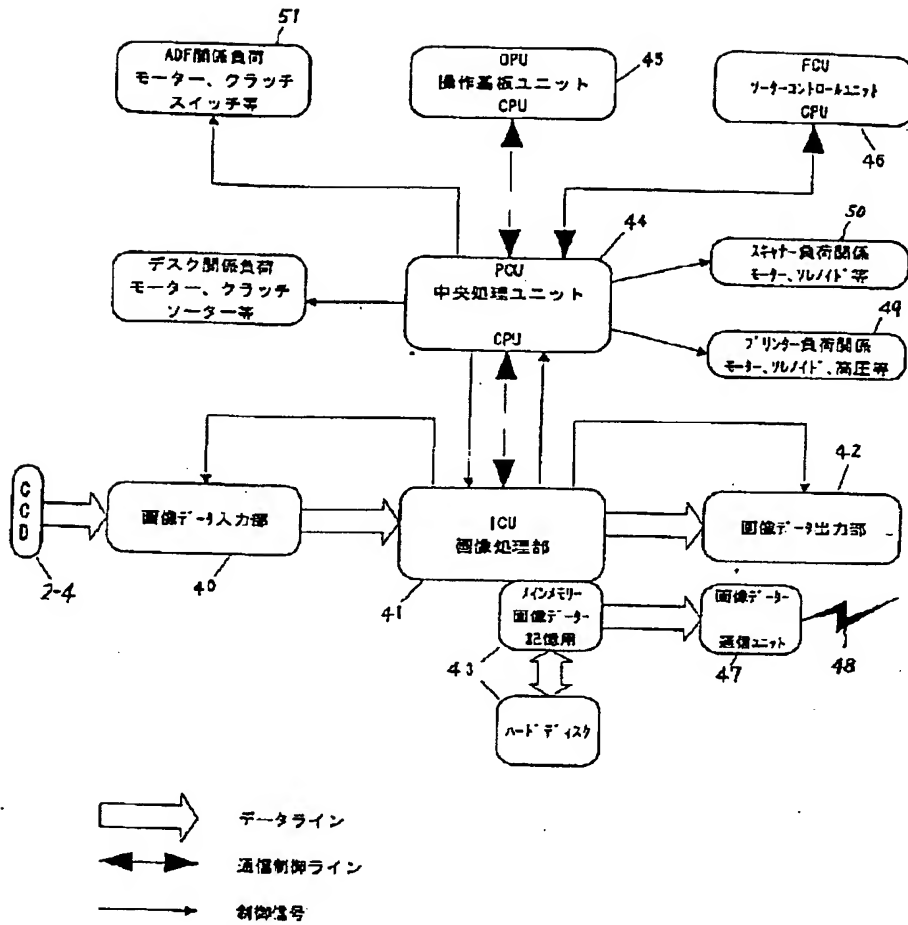 51
ADF関係負荷
モーター、クラッチ
スイッチ等
OPU
操作基板ユニット
CPU
45
FCU
ソーターコントロールユニット
CPU
46
44
PCU
中央処理ユニット
CPU
50
スキャナー負荷関係
モーター、ソレノイド等
デスク関係負荷
モーター、クラッチ
ソーター等
49
プリンター負荷関係
モーター、ソレノイド、高圧等
CCD
2-4
画像データ入力部
40
ICU
画像処理部
41
42
画像データ出力部
メインメモリー
画像データー
記憶用
43
画像データー
通信ユニット
47
48
ハードディスク
データライン
通信制御ライン
制御信号